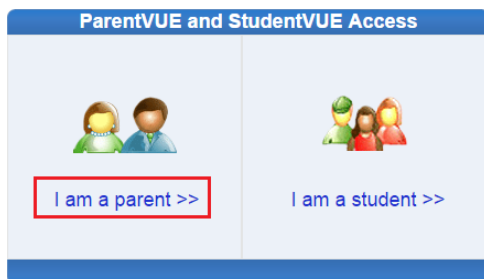 ParentVUE and StudentVUE Access
I am a parent >>
I am a student >>